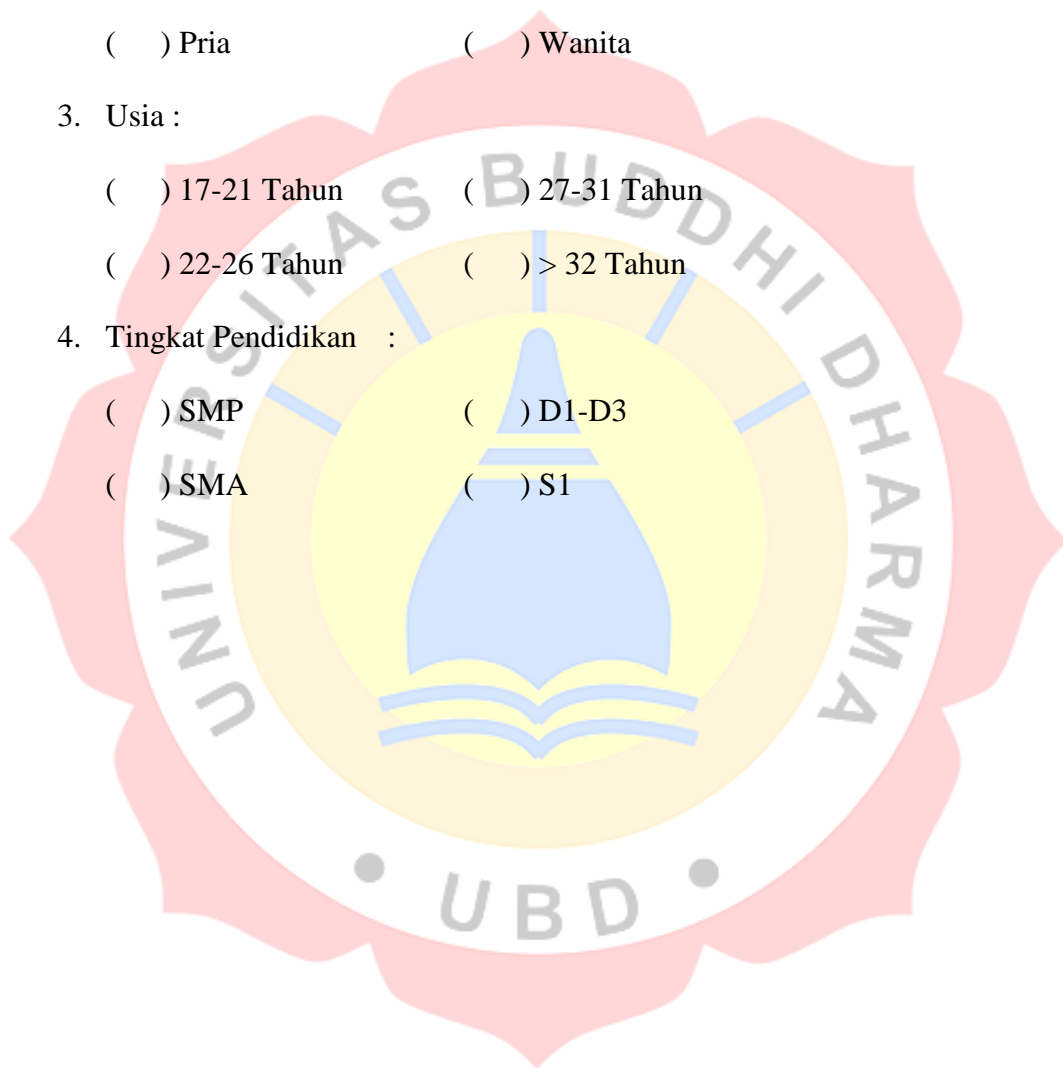 ( ) Pria ( ) Wanita
3. Usia :
( ) 17-21 Tahun ( ) 27-31 Tahun
( ) 22-26 Tahun ( ) > 32 Tahun
4. Tingkat Pendidikan :
( ) SMP ( ) D1-D3
( ) SMA ( ) S1
UNIVERSITAS BUDDHI DHARMA
• UBD •